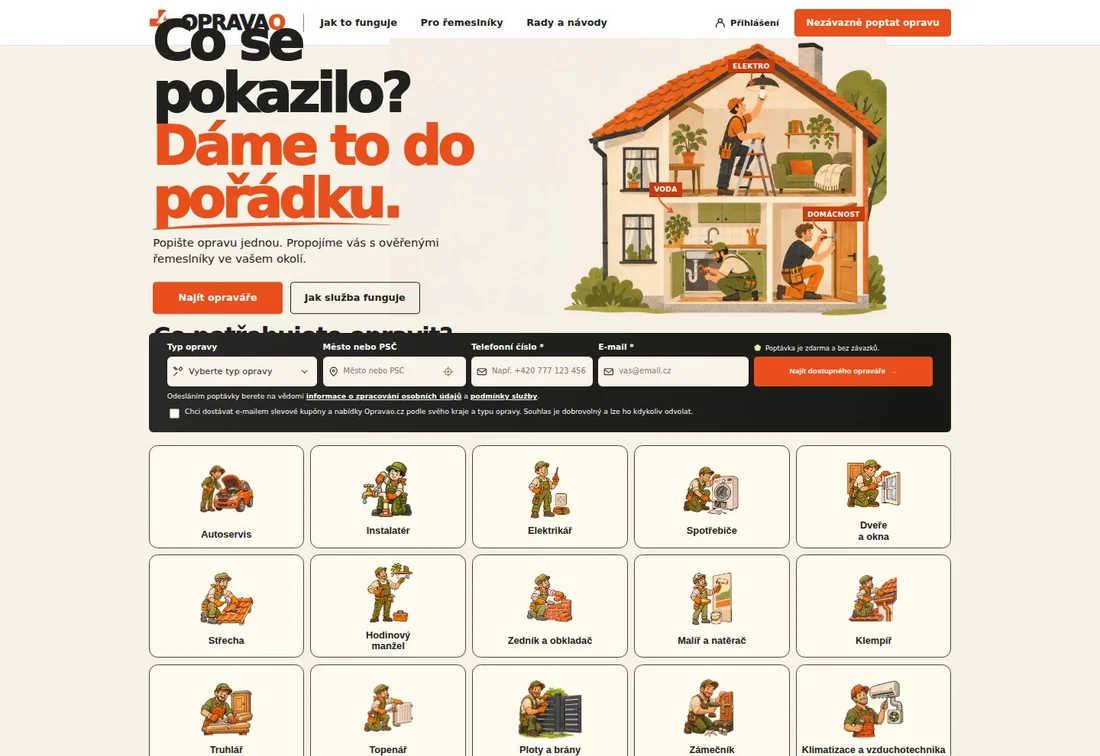 OPRAVAO
Jak to funguje
Pro řemeslníky
Rady a návody
Přihlášení
Nezávazně poptat opravu
Co se
pokazilo?
Dáme to do
pořádku.
Popište opravu jednou. Propojíme vás s ověřenými
řemeslníky ve vašem okolí.
Najít opraváře
Jak služba funguje
ELEKTRO
VODA
DOMÁCNOST
Co potřebujete opravit?
Typ opravy
Město nebo PSČ
Telefonní číslo *
E-mail *
Poptávka je zdarma a bez závazků.
Vyberte typ opravy
Město nebo PSČ
Např. +420 777 123 456
vas@email.cz
Najít dostupného opraváře →
Odesláním poptávky berete na vědomí informace o zpracování osobních údajů a podmínky služby.
Chci dostávat e-mailem slevové kupóny a nabídky Opravao.cz podle svého kraje a typu opravy. Souhlas je dobrovolný a lze ho kdykoliv odvolat.
Autoservis
Instalatér
Elektrikář
Spotřebiče
Dveře
a okna
Střecha
Hodinový
manžel
Zedník a obkladač
Malíř a natěrač
Klempíř
Truhlář
Topenář
Ploty a brány
Zámečník
Klimatizace a vzduchotechnika